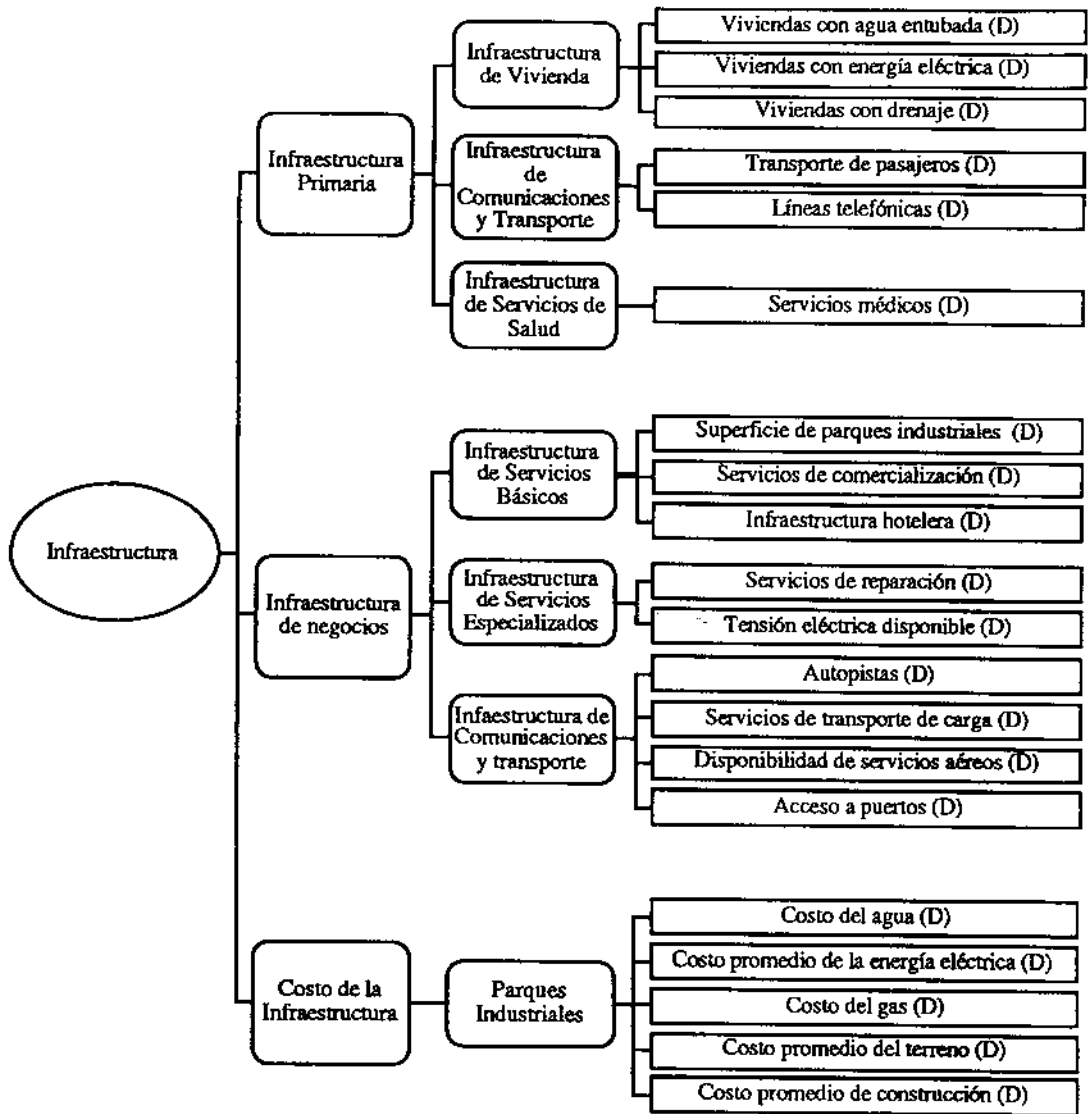 Infraestructura
Infraestructura
Primaria
Infraestructura
de Vivienda
Viviendas con agua entubada (D)
Viviendas con energía eléctrica (D)
Viviendas con drenaje (D)
Infraestructura
de
Comunicaciones
y Transporte
Transporte de pasajeros (D)
Líneas telefónicas (D)
Infraestructura
de Servicios de
Salud
Servicios médicos (D)
Infraestructura
de negocios
Infraestructura
de Servicios
Básicos
Superficie de parques industriales (D)
Servicios de comercialización (D)
Infraestructura hotelera (D)
Infraestructura
de Servicios
Especializados
Servicios de reparación (D)
Tensión eléctrica disponible (D)
Infaestructura de
Comunicaciones
y transporte
Autopistas (D)
Servicios de transporte de carga (D)
Disponibilidad de servicios aéreos (D)
Acceso a puertos (D)
Costo de la
Infraestructura
Parques
Industriales
Costo del agua (D)
Costo promedio de la energía eléctrica (D)
Costo del gas (D)
Costo promedio del terreno (D)
Costo promedio de construcción (D)